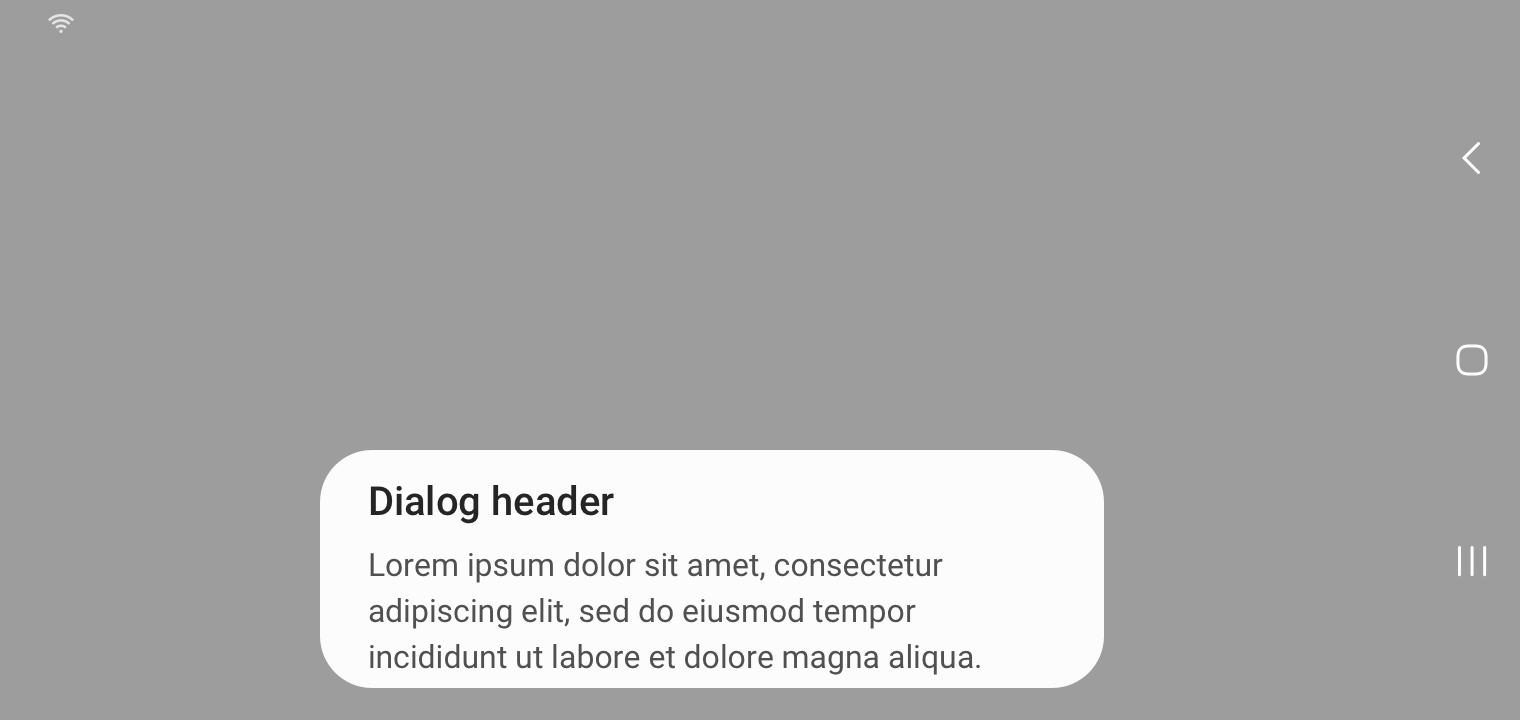 Dialog header
Lorem ipsum dolor sit amet, consectetur
adipiscing elit, sed do eiusmod tempor
incididunt ut labore et dolore magna aliqua.